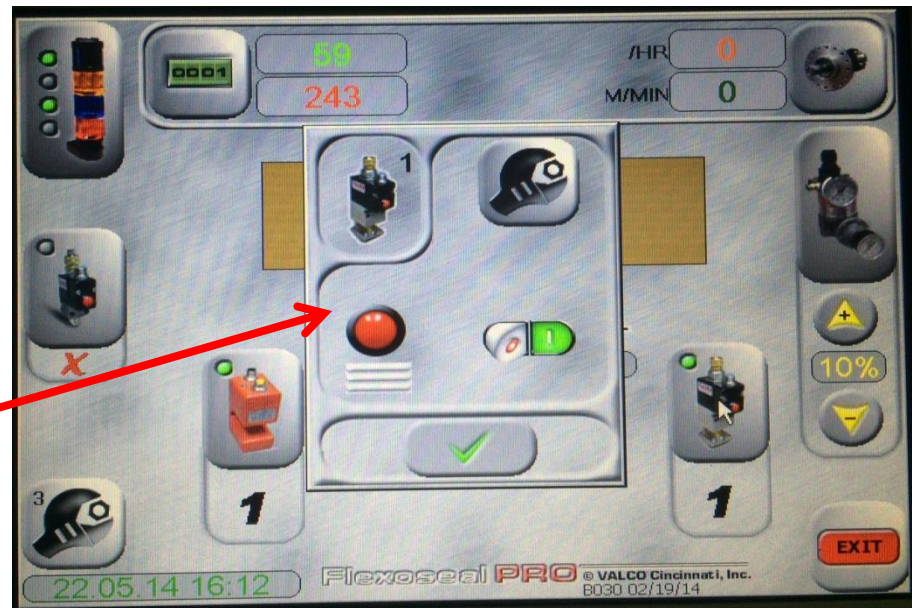 0001
59
/HR
0
243
M/MIN
0
1
X
0
I
10%
1
1
3
EXIT
22.05.14 16:12
Flexoseal PRO
© VALCO Cincinnati, Inc.
B030 02/19/14